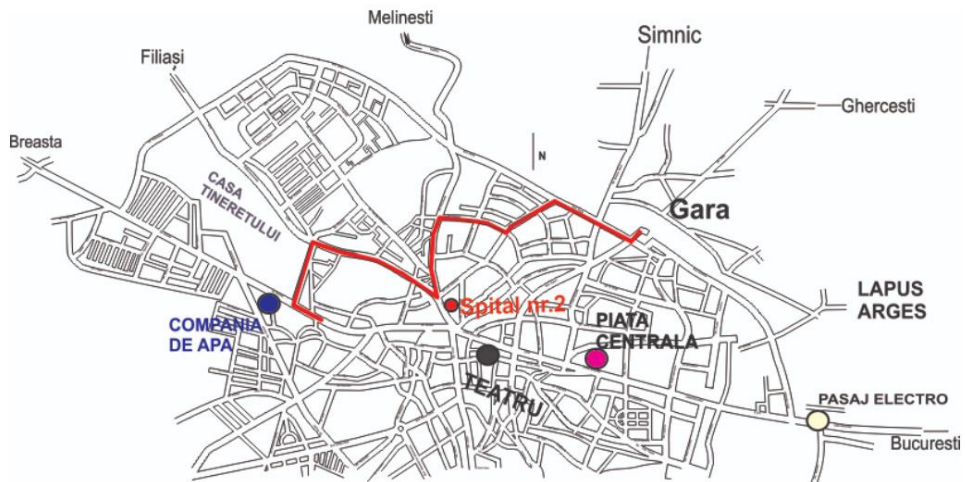 Melinesti
Simnic
Filiași
Ghercesti
Breasta
N
CASA
TINERETULUI
Gara
LAPUS
ARGES
Spital nr.2
COMPANIA
DE APA
PIATA
CENTRALA
TEATRU
PASAJ ELECTRO
Bucuresti